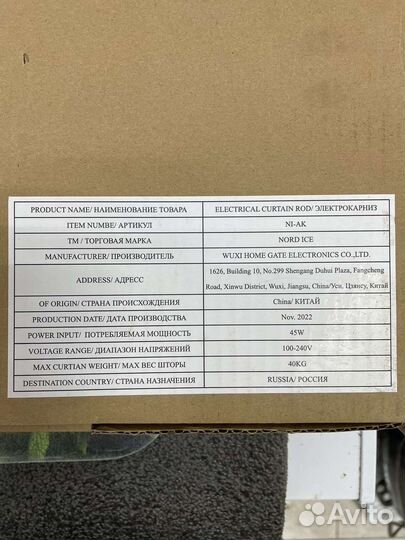 PRODUCT NAME/ НАИМЕНОВАНИЕ ТОВАРА ELECTRICAL CURTAIN ROD/ ЭЛЕКТРОКАРНИЗ
ITEM NUMBE/ АРТИКУЛ NI-AK
TM / ТОРГОВАЯ МАРКА NORD ICE
MANUFACTURER/ ПРОИЗВОДИТЕЛЬ WUXI HOME GATE ELECTRONICS CO.,LTD.
ADDRESS/ АДРЕСС 1626, Building 10, No.299 Shengang Duhui Plaza, Fangcheng
Road, Xinwu District, Wuxi, Jiangsu, China/Уси, Цзянсу, Китай
OF ORIGIN/ СТРАНА ПРОИСХОЖДЕНИЯ China/ КИТАЙ
PRODUCTION DATE/ ДАТА ПРОИЗВОДСТВА Nov. 2022
POWER INPUT/ ПОТРЕБЛЯЕМАЯ МОЩНОСТЬ 45W
VOLTAGE RANGE/ ДИАПАЗОН НАПРЯЖЕНИЙ 100-240V
MAX CURTIAN WEIGHT/ MAX ВЕС ШТОРЫ 40KG
DESTINATION COUNTRY/ СТРАНА НАЗНАЧЕНИЯ RUSSIA/ РОССИЯ
Avito